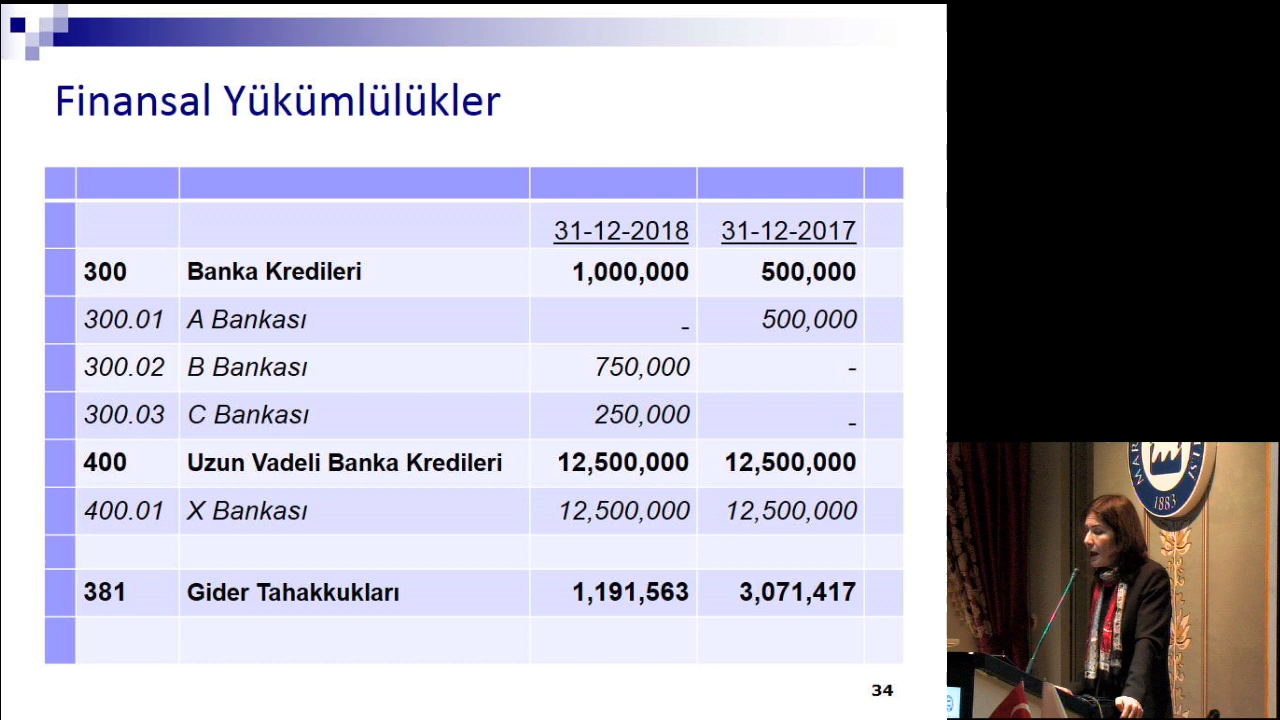 Finansal Yükümlülükler
31-12-2018 31-12-2017
300 Banka Kredileri 1,000,000 500,000
300.01 A Bankası - 500,000
300.02 B Bankası 750,000 -
300.03 C Bankası 250,000 -
400 Uzun Vadeli Banka Kredileri 12,500,000 12,500,000
400.01 X Bankası 12,500,000 12,500,000
381 Gider Tahakkukları 1,191,563 3,071,417
34
MAR
1883